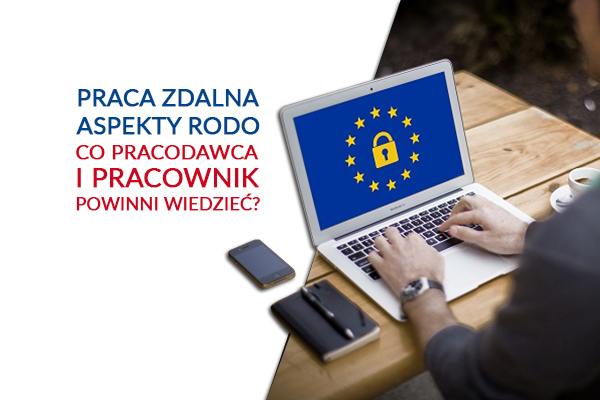 PRACA ZDALNA
ASPEKTY RODO
CO PRACODAWCA
I PRACOWNIK
POWINNI WIEDZIEĆ?